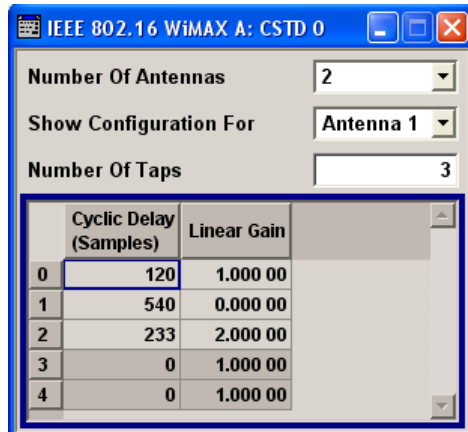 IEEE 802.16 WiMAX A: CSTD 0
Number Of Antennas 2
Show Configuration For Antenna 1
Number Of Taps 3
Cyclic Delay (Samples) Linear Gain
0 120 1.000 00
1 540 0.000 00
2 233 2.000 00
3 0 1.000 00
4 0 1.000 00